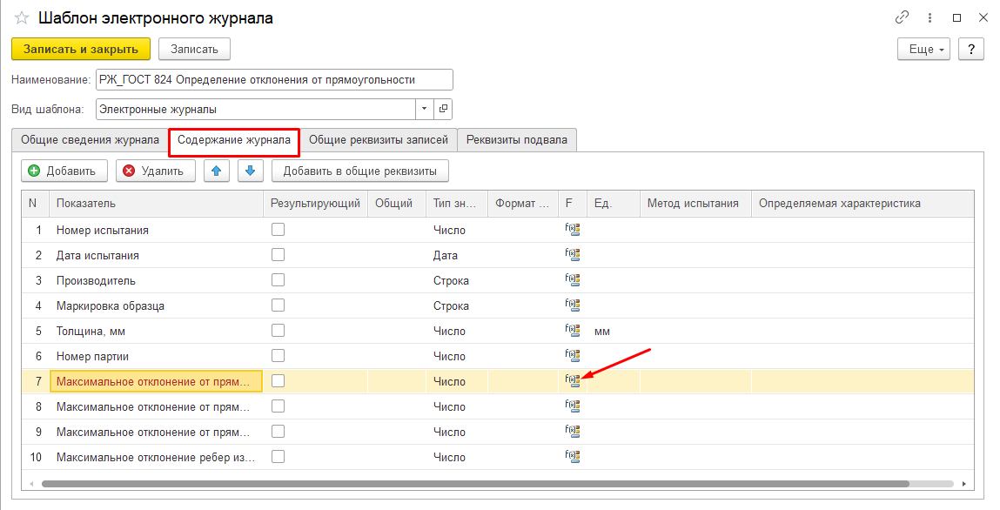 Шаблон электронного журнала
Записать и закрыть Записать Еще ?
Наименование: РЖ_ГОСТ 824 Определение отклонения от прямоугольности
Вид шаблона: Электронные журналы
Общие сведения журнала Содержание журнала Общие реквизиты записей Реквизиты подвала
Добавить Удалить Добавить в общие реквизиты
N Показатель Результирующий Общий Тип зн... Формат ... F Ед. Метод испытания Определяемая характеристика
1 Номер испытания Число
2 Дата испытания Дата
3 Производитель Строка
4 Маркировка образца Строка
5 Толщина, мм Число мм
6 Номер партии Число
7 Максимальное отклонение от прям... Число
8 Максимальное отклонение от прям... Число
9 Максимальное отклонение от прям... Число
10 Максимальное отклонение ребер из... Число